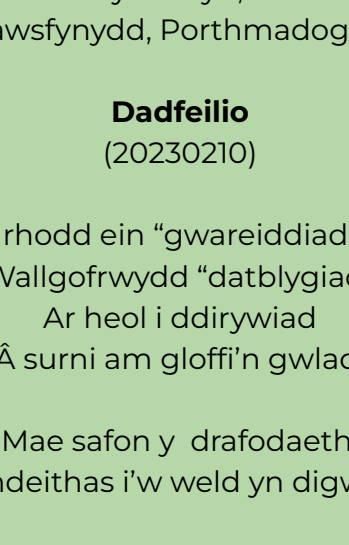 awsfynydd, Porthmadog
Dadfeilio
(20230210)
rhodd ein “gwareiddiad
Wallgofrwydd “datblygiad
Ar heol i ddirywiad
Â surni am gloffi’n gwlad
Mae safon y drafodaeth
ndeithas i’w weld yn digw